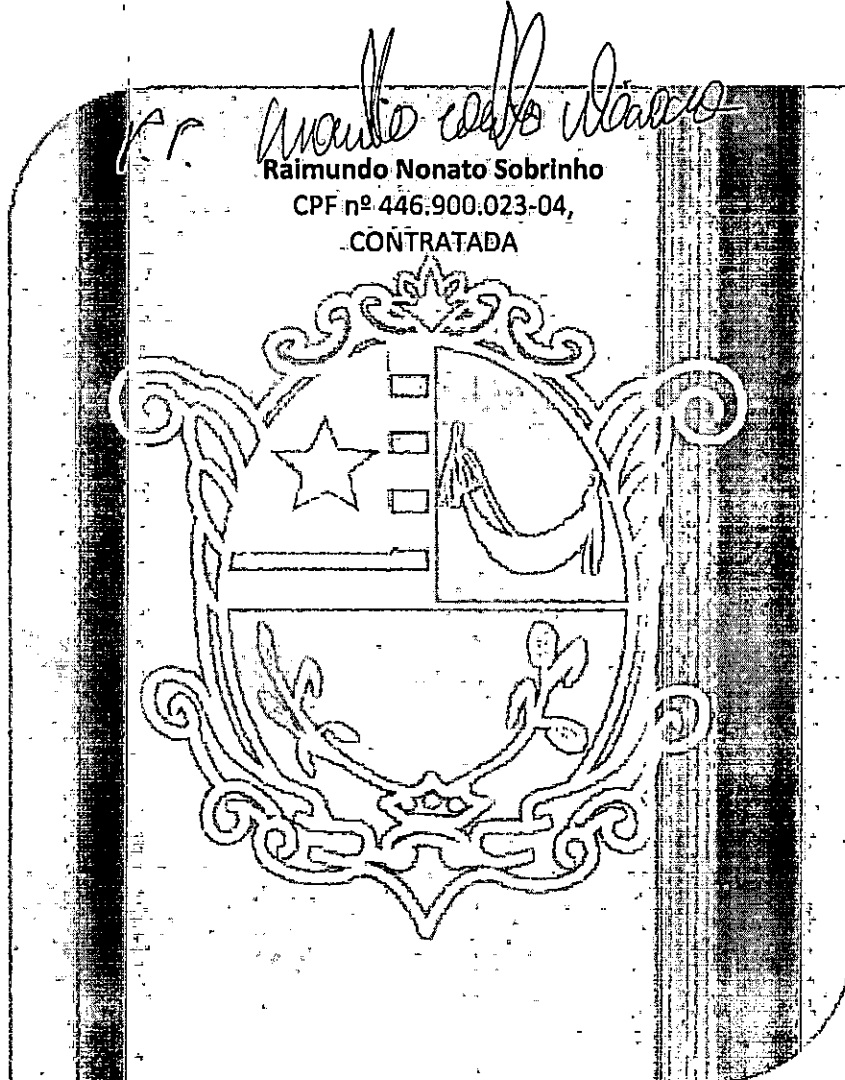 P.P.
Raimundo Nonato Sobrinho
CPF nº 446.900.023-04,
CONTRATADA